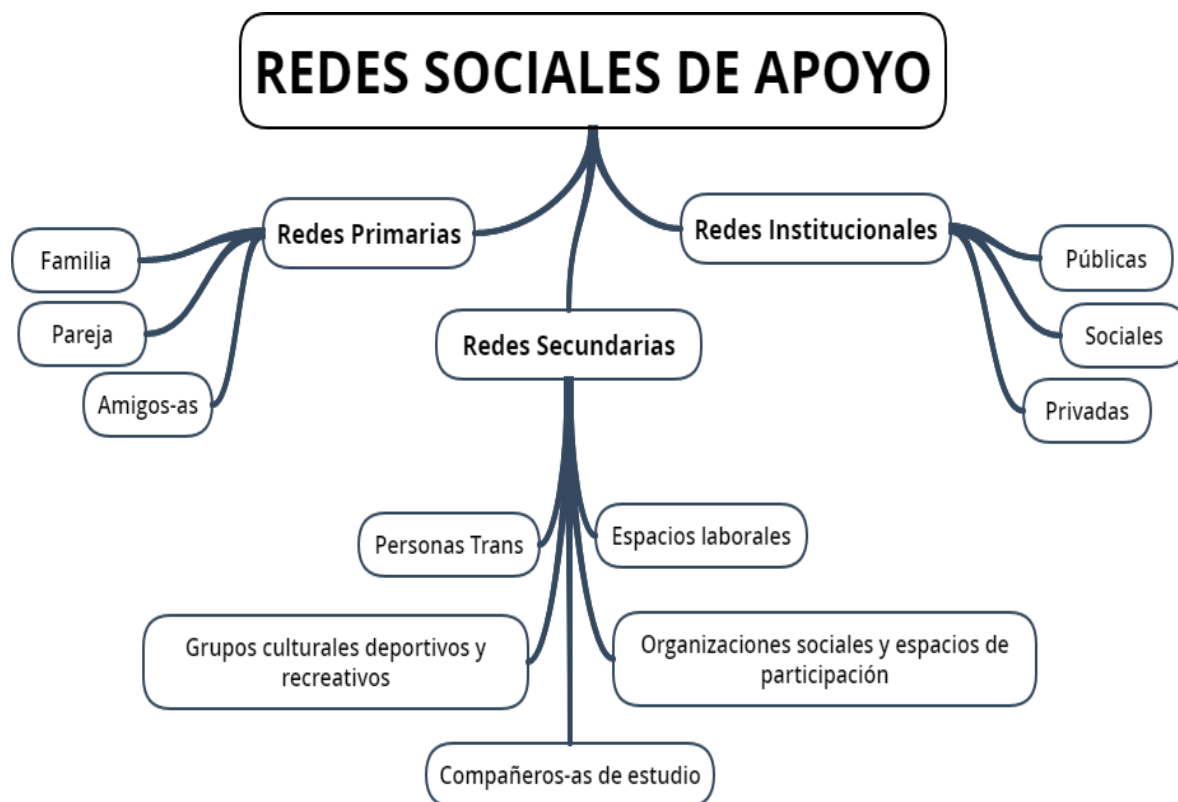 REDES SOCIALES DE APOYO
Redes Primarias
Familia
Pareja
Amigos-as
Redes Institucionales
Públicas
Sociales
Privadas
Redes Secundarias
Personas Trans
Espacios laborales
Grupos culturales deportivos y
recreativos
Organizaciones sociales y espacios de
participación
Compañeros-as de estudio